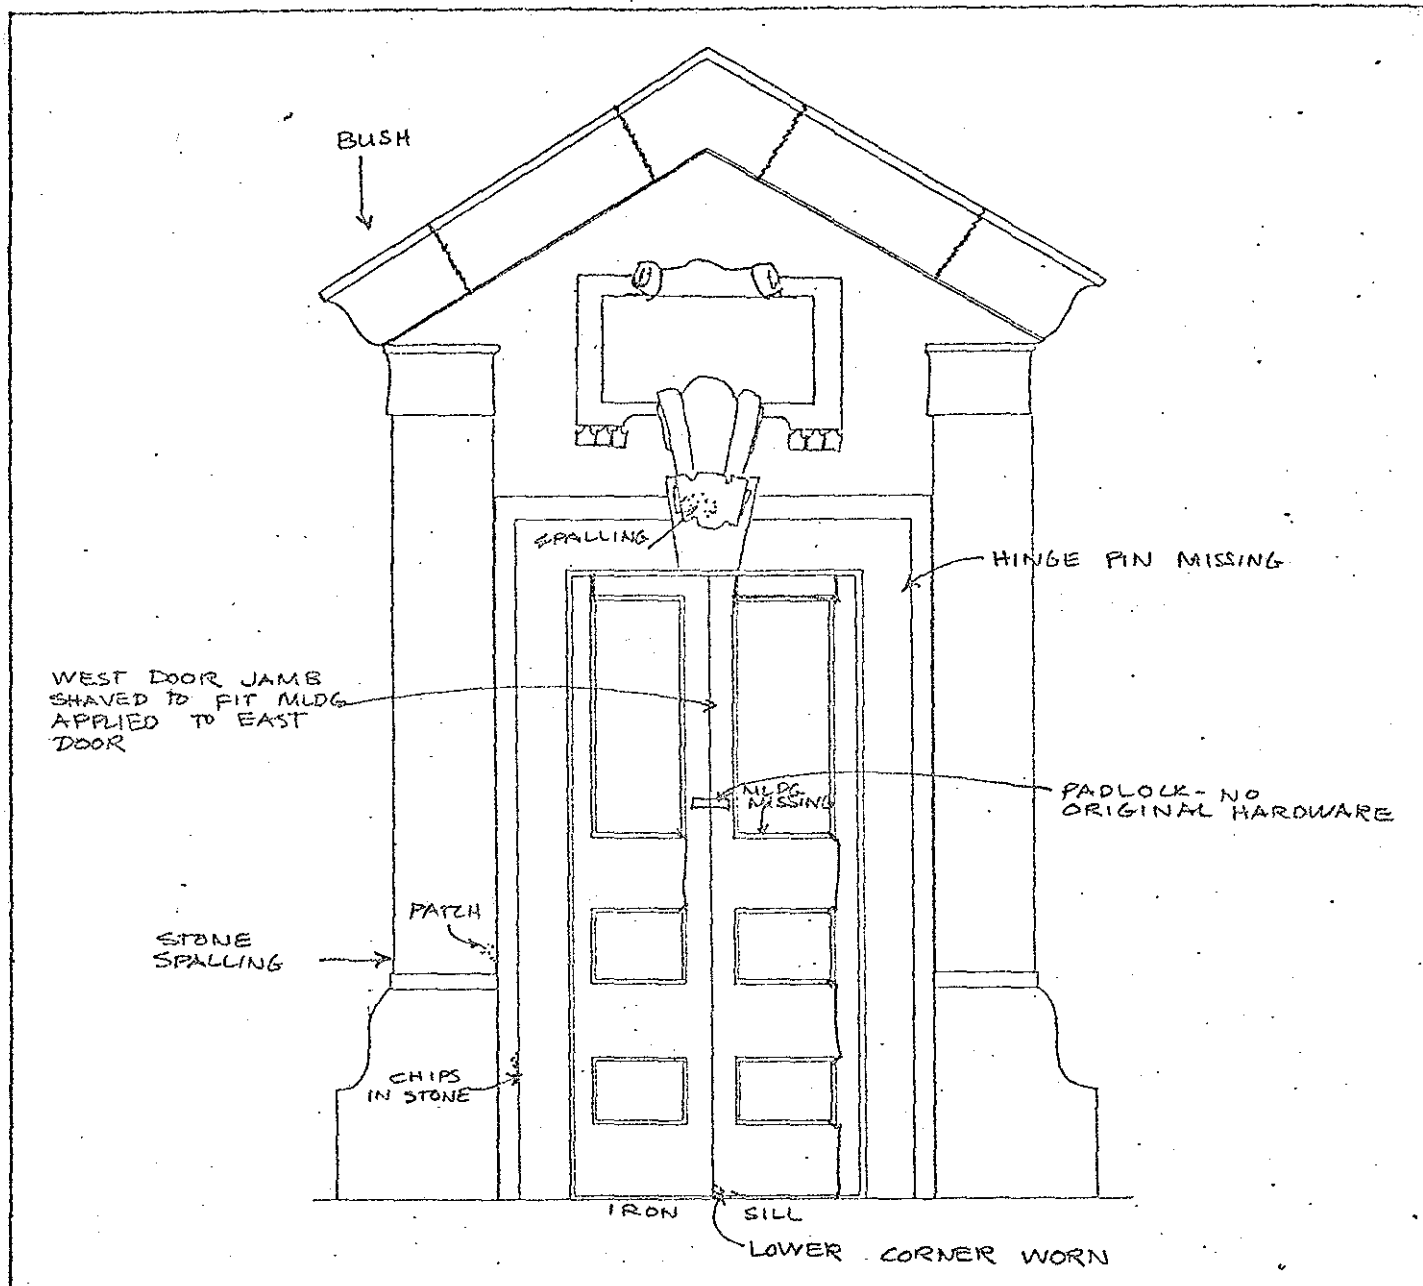 BUSH
SPALLING
HINGE PIN MISSING
WEST DOOR JAMB
SHAVED TO FIT MLDG
APPLIED TO EAST
DOOR
MLDG
MISSING
PADLOCK - NO
ORIGINAL HARDWARE
PATCH
STONE
SPALLING
CHIPS
IN STONE
IRON SILL
LOWER CORNER WORN